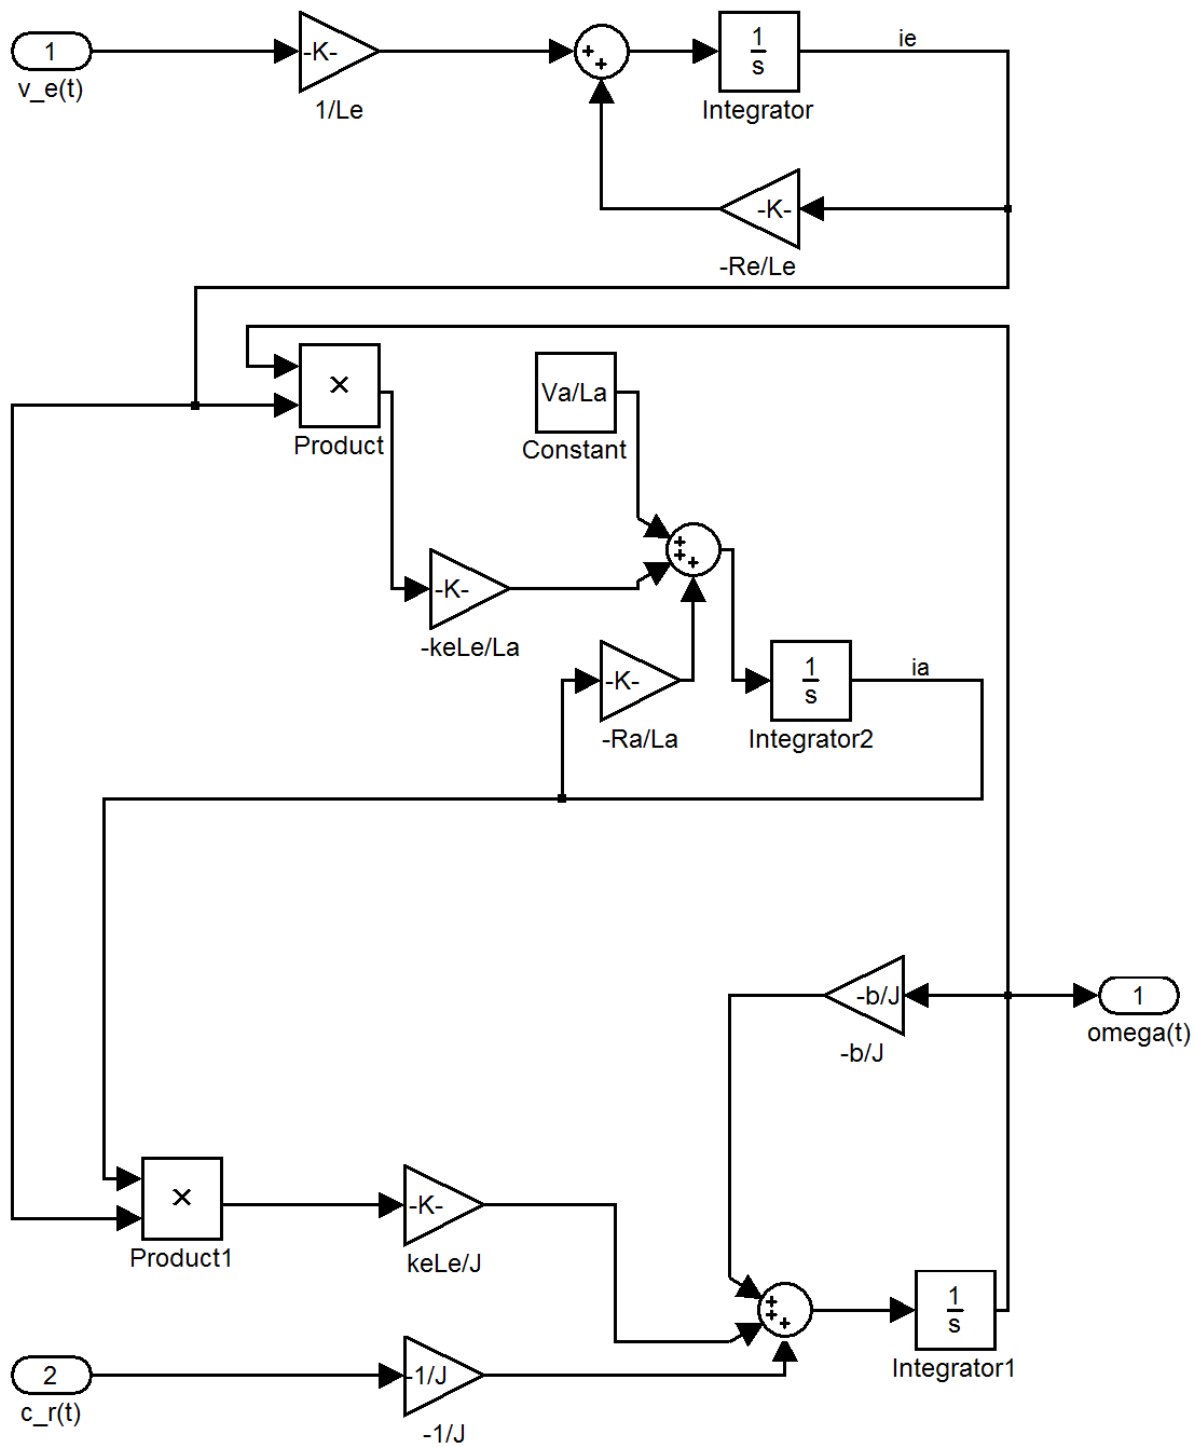 1
v_e(t)
-K-
1/Le
+
+
1
s
Integrator
ie
-K-
-Re/Le
×
Product
Va/La
Constant
+
+
+
-K-
-keLe/La
-K-
-Ra/La
1
s
Integrator2
ia
-b/J
-b/J
1
omega(t)
×
Product1
-K-
keLe/J
+
+
+
1
s
Integrator1
2
c_r(t)
-1/J
-1/J